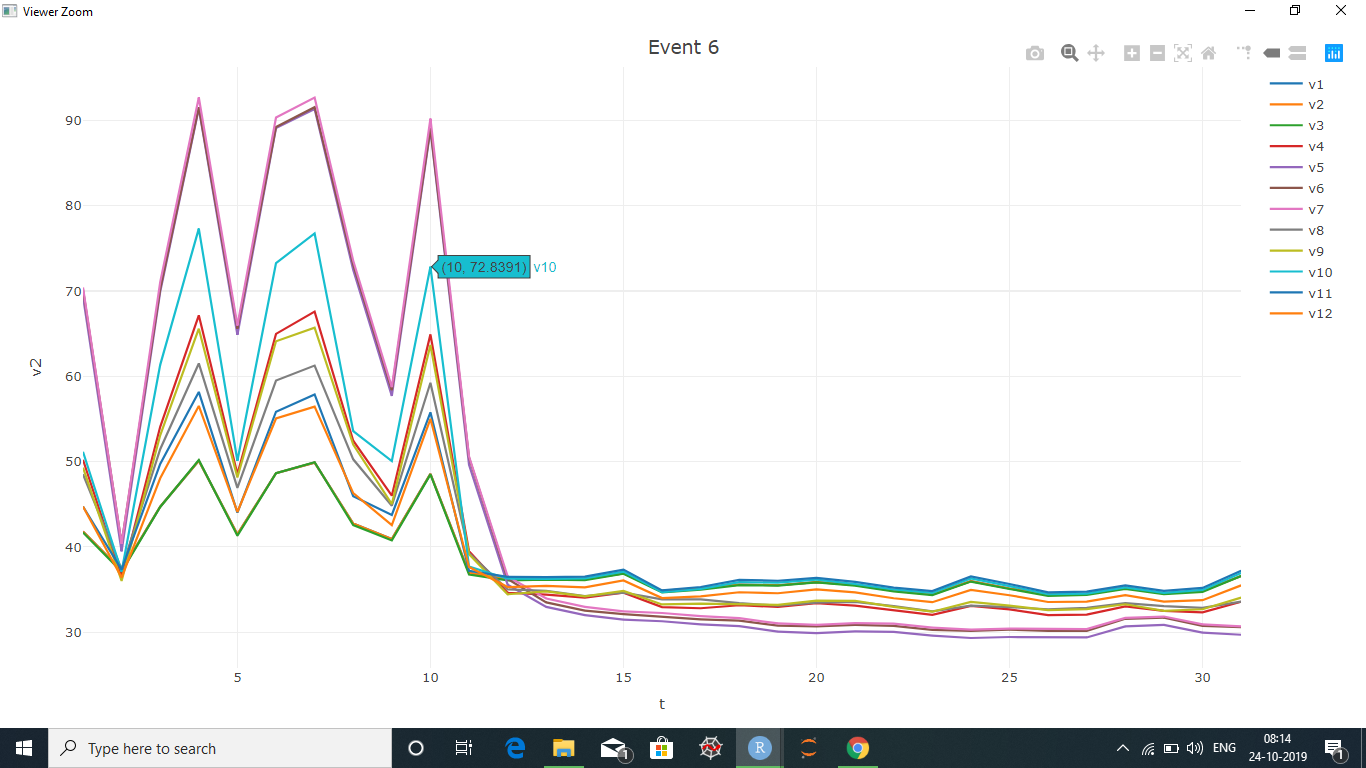 Viewer Zoom
Event 6
v1
v2
v3
v4
v5
v6
v7
v8
v9
v10
v11
v12
90
80
70
60
50
40
30
v2
(10, 72.8391) v10
5 10 15 20 25 30
t
Type here to search
1
R
ENG
08:14
24-10-2019
1